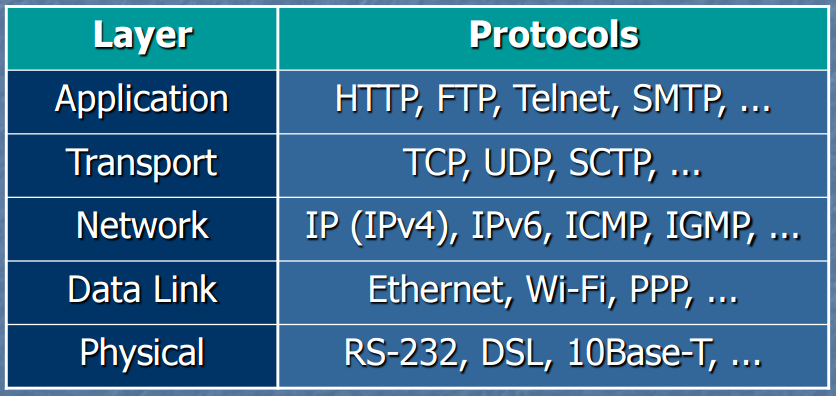 Layer Protocols
Application HTTP, FTP, Telnet, SMTP, ...
Transport TCP, UDP, SCTP, ...
Network IP (IPv4), IPv6, ICMP, IGMP, ...
Data Link Ethernet, Wi-Fi, PPP, ...
Physical RS-232, DSL, 10Base-T, ...